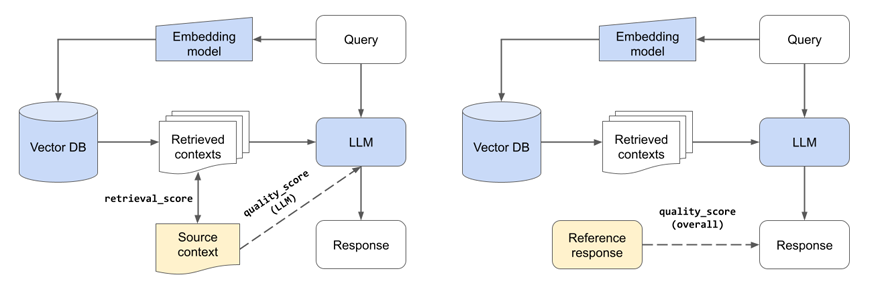 Embedding
model
Query
Vector DB
Retrieved
contexts
LLM
retrieval_score
quality_score
(LLM)
Source
context
Response
Embedding
model
Query
Vector DB
Retrieved
contexts
LLM
quality_score
(overall)
Reference
response
Response